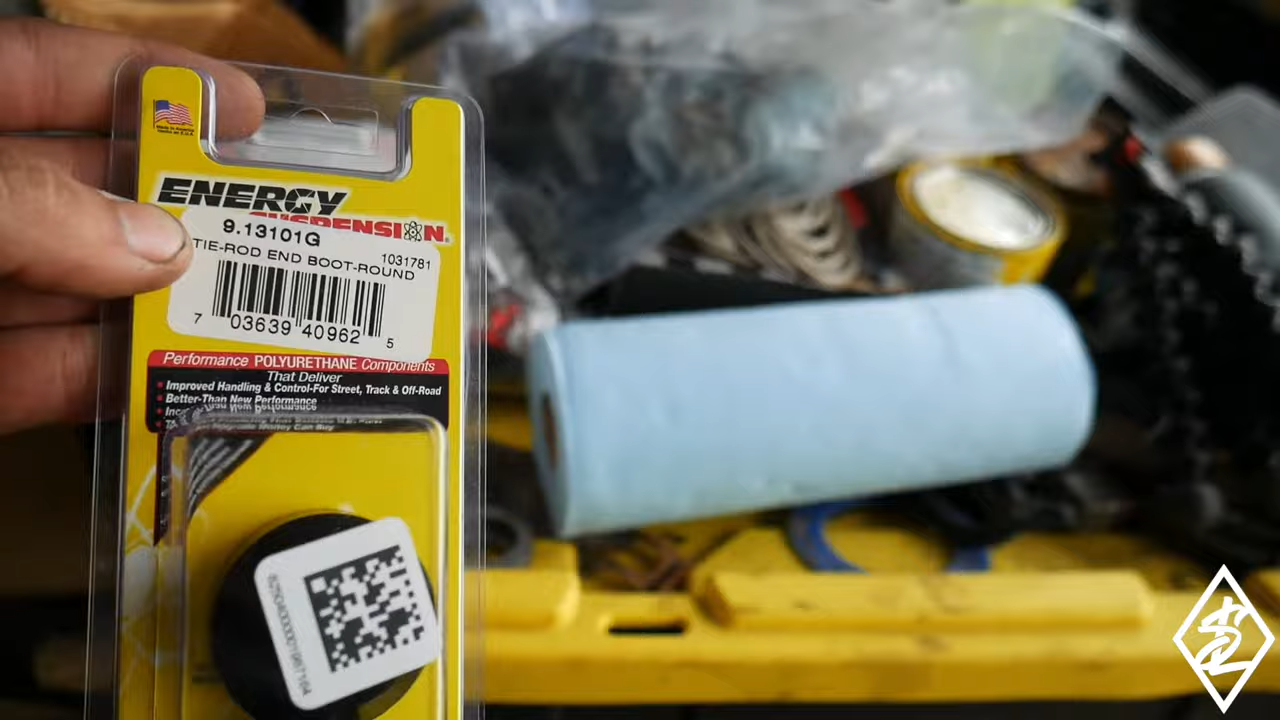 ENERGY
SUSPENSION.
9.13101G
1031781
TIE-ROD END BOOT-ROUND
7 03639 40962 5
Performance POLYURETHANE Components
That Deliver
Improved Handling & Control-For Street, Track & Off-Road
Better-Than New Performance